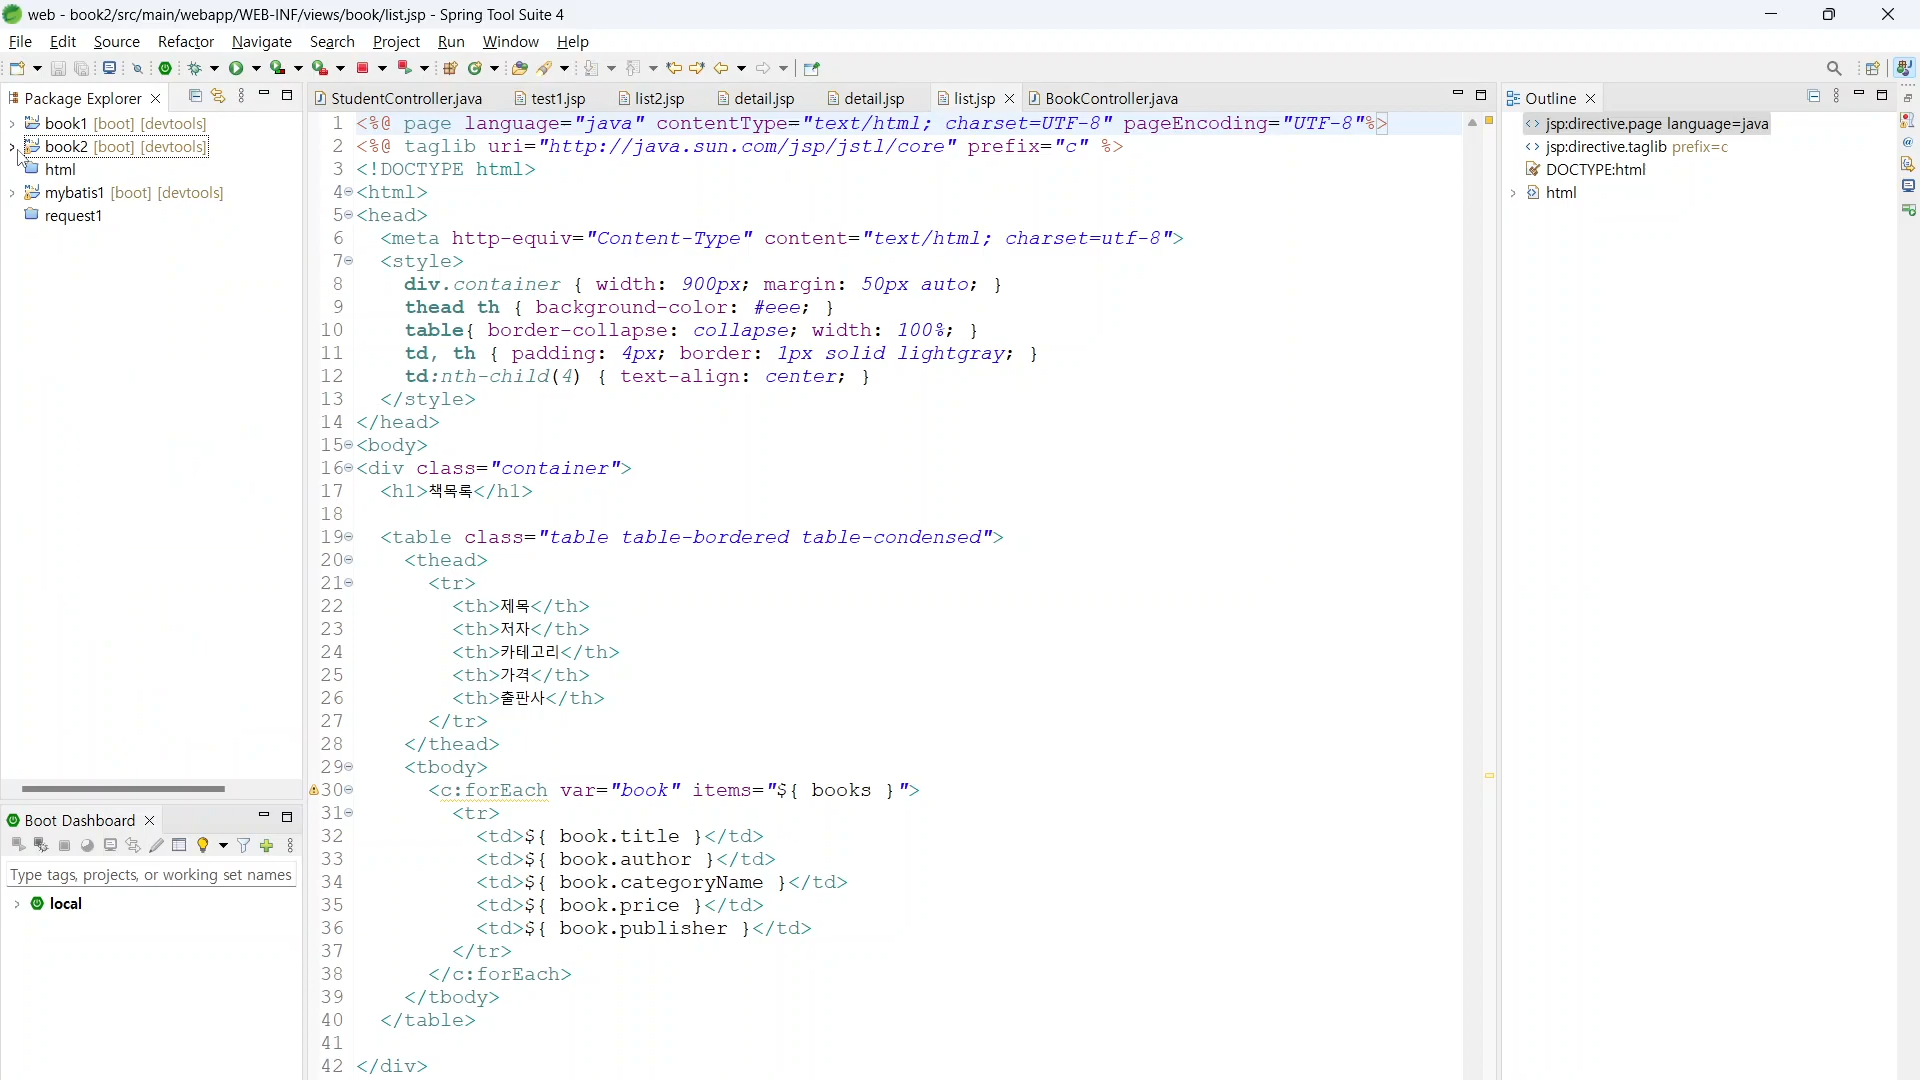 web - book2/src/main/webapp/WEB-INF/views/book/list.jsp - Spring Tool Suite 4
File Edit Source Refactor Navigate Search Project Run Window Help
Package Explorer
book1 [boot] [devtools]
book2 [boot] [devtools]
html
mybatis1 [boot] [devtools]
request1
Boot Dashboard
Type tags, projects, or working set names
local
StudentController.java test1.jsp list2.jsp detail.jsp detail.jsp list.jsp BookController.java
1 <%@ page language="java" contentType="text/html; charset=UTF-8" pageEncoding="UTF-8"%>
2 <%@ taglib uri="http://java.sun.com/jsp/jstl/core" prefix="c" %>
3 <!DOCTYPE html>
4 <html>
5 <head>
6 <meta http-equiv="Content-Type" content="text/html; charset=utf-8">
7 <style>
8 div.container { width: 900px; margin: 50px auto; }
9 thead th { background-color: #eee; }
10 table{ border-collapse: collapse; width: 100%; }
11 td, th { padding: 4px; border: 1px solid lightgray; }
12 td:nth-child(4) { text-align: center; }
13 </style>
14 </head>
15 <body>
16 <div class="container">
17 <h1>책목록</h1>
18
19 <table class="table table-bordered table-condensed">
20 <thead>
21 <tr>
22 <th>제목</th>
23 <th>저자</th>
24 <th>카테고리</th>
25 <th>가격</th>
26 <th>출판사</th>
27 </tr>
28 </thead>
29 <tbody>
30 <c:forEach var="book" items="${ books }">
31 <tr>
32 <td>${ book.title }</td>
33 <td>${ book.author }</td>
34 <td>${ book.categoryName }</td>
35 <td>${ book.price }</td>
36 <td>${ book.publisher }</td>
37 </tr>
38 </c:forEach>
39 </tbody>
40 </table>
41
42 </div>
Outline
jsp:directive.page language=java
jsp:directive.taglib prefix=c
DOCTYPE:html
html